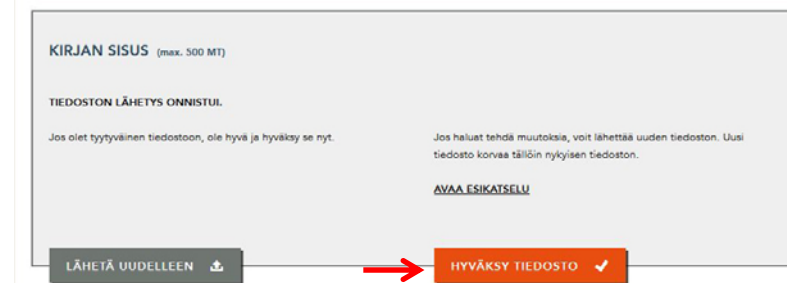 KIRJAN SISUS (max. 500 MT)
TIEDOSTON LÄHETYS ONNISTUI.
Jos olet tyytyväinen tiedostoon, ole hyvä ja hyväksy se nyt.
Jos haluat tehdä muutoksia, voit lähettää uuden tiedoston. Uusi
tiedosto korvaa tällöin nykyisen tiedoston.
AVAA ESIKATSELU
LÄHETÄ UUDELLEEN
HYVÄKSY TIEDOSTO